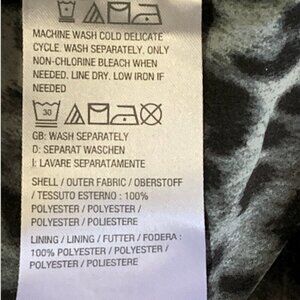 MACHINE WASH COLD DELICATE
CYCLE. WASH SEPARATELY. ONLY
NON-CHLORINE BLEACH WHEN
NEEDED. LINE DRY. LOW IRON IF
NEEDED
30
GB: WASH SEPARATELY
D: SEPARAT WASCHEN
I: LAVARE SEPARATAMENTE
SHELL / OUTER FABRIC / OBERSTOFF
/ TESSUTO ESTERNO : 100%
POLYESTER / POLYESTER /
POLYESTER / POLIESTERE
LINING / LINING / FUTTER / FODERA :
100% POLYESTER / POLYESTER /
POLYESTER / POLIESTERE